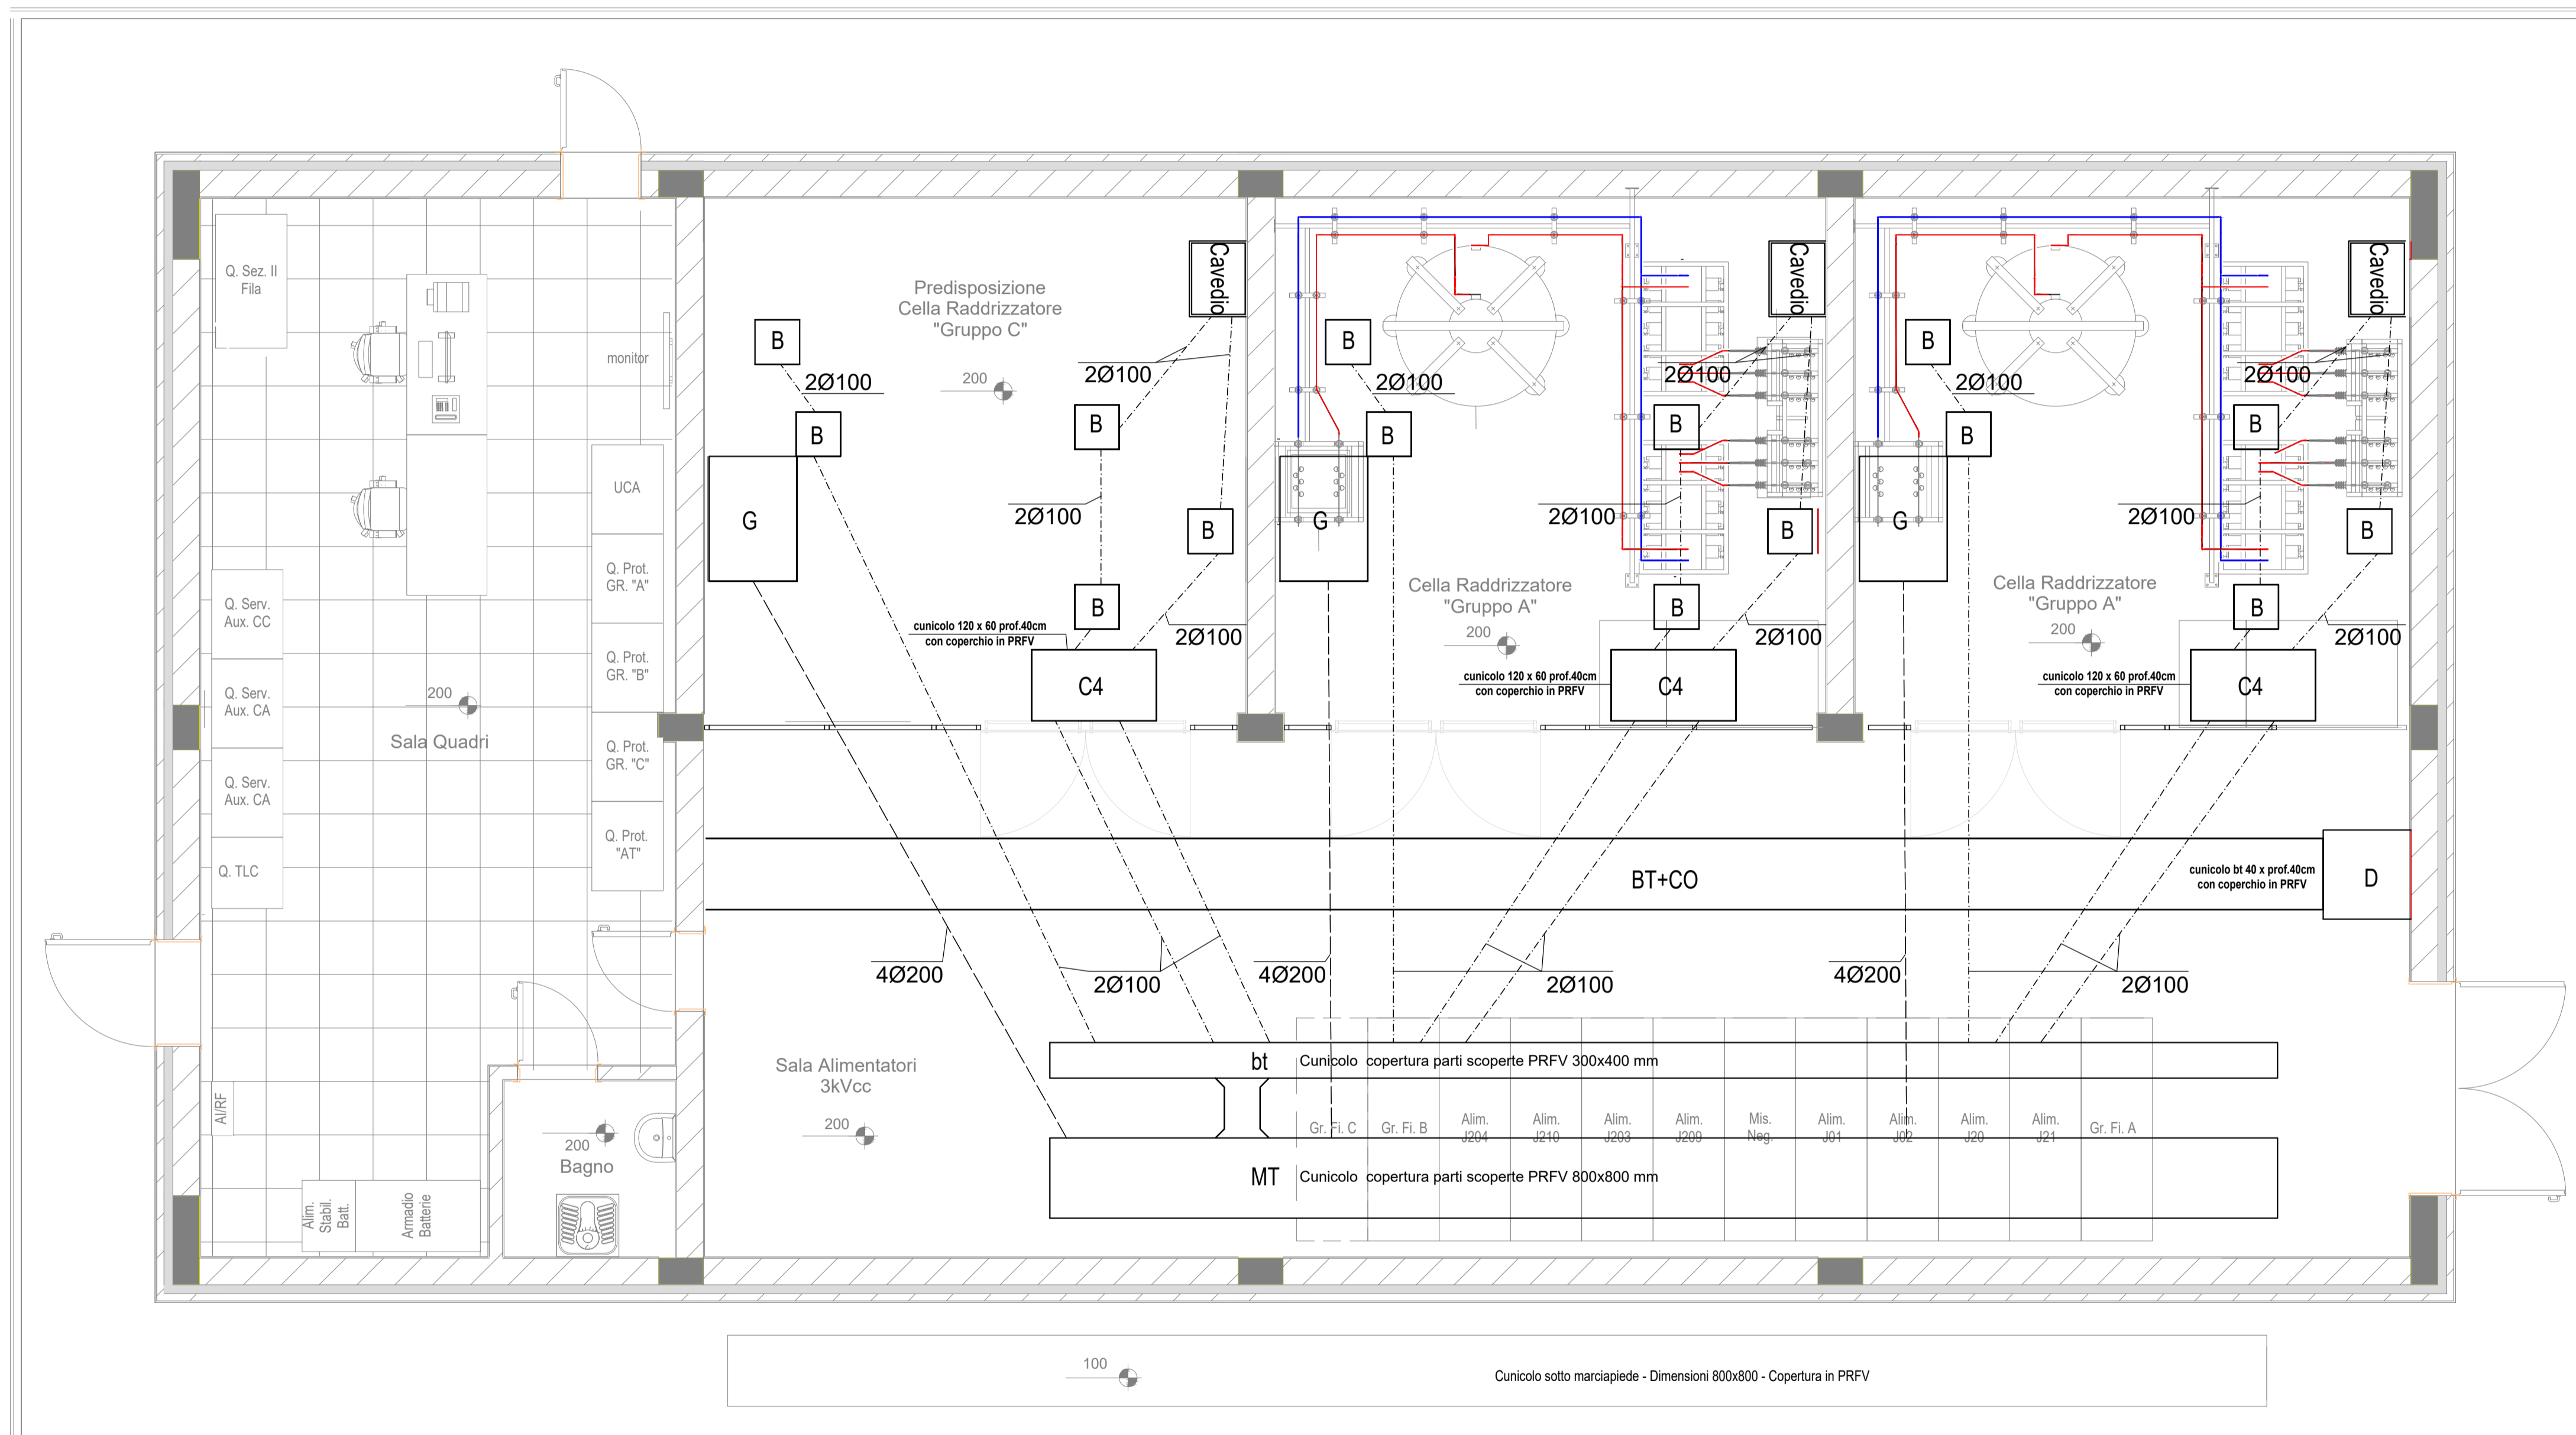 Q. Sez. II
Fila
monitor
UCA
Q. Prot.
GR. "A"
Q. Prot.
GR. "B"
Q. Prot.
GR. "C"
Q. Prot.
"AT"
Q. Serv.
Aux. CC
Q. Serv.
Aux. CA
Q. Serv.
Aux. CA
Q. TLC
200
Sala Quadri
AI/RF
Alim.
Stabil.
Batt.
Armadio
Batterie
200
Bagno
Predisposizione
Cella Raddrizzatore
"Gruppo C"
200
Cavedio
B
2Ø100
B
2Ø100
B
G
2Ø100
B
B
2Ø100
cunicolo 120 x 60 prof.40cm
con coperchio in PRFV
C4
Cavedio
B
2Ø100
B
2Ø100
B
G
2Ø100
B
Cella Raddrizzatore
"Gruppo A"
200
B
2Ø100
cunicolo 120 x 60 prof.40cm
con coperchio in PRFV
C4
Cavedio
B
2Ø100
B
2Ø100
B
G
2Ø100
B
Cella Raddrizzatore
"Gruppo A"
200
B
2Ø100
cunicolo 120 x 60 prof.40cm
con coperchio in PRFV
C4
BT+CO
cunicolo bt 40 x prof.40cm
con coperchio in PRFV
D
4Ø200
2Ø100
4Ø200
2Ø100
4Ø200
2Ø100
Sala Alimentatori
3kVcc
200
bt
Cunicolo copertura parti scoperte PRFV 300x400 mm
Gr. Fi. C
Gr. Fi. B
Alim.
J204
Alim.
J210
Alim.
J203
Alim.
J209
Mis.
Neg.
Alim.
J01
Alim.
J02
Alim.
J20
Alim.
J21
Gr. Fi. A
MT
Cunicolo copertura parti scoperte PRFV 800x800 mm
100
Cunicolo sotto marciapiede - Dimensioni 800x800 - Copertura in PRFV